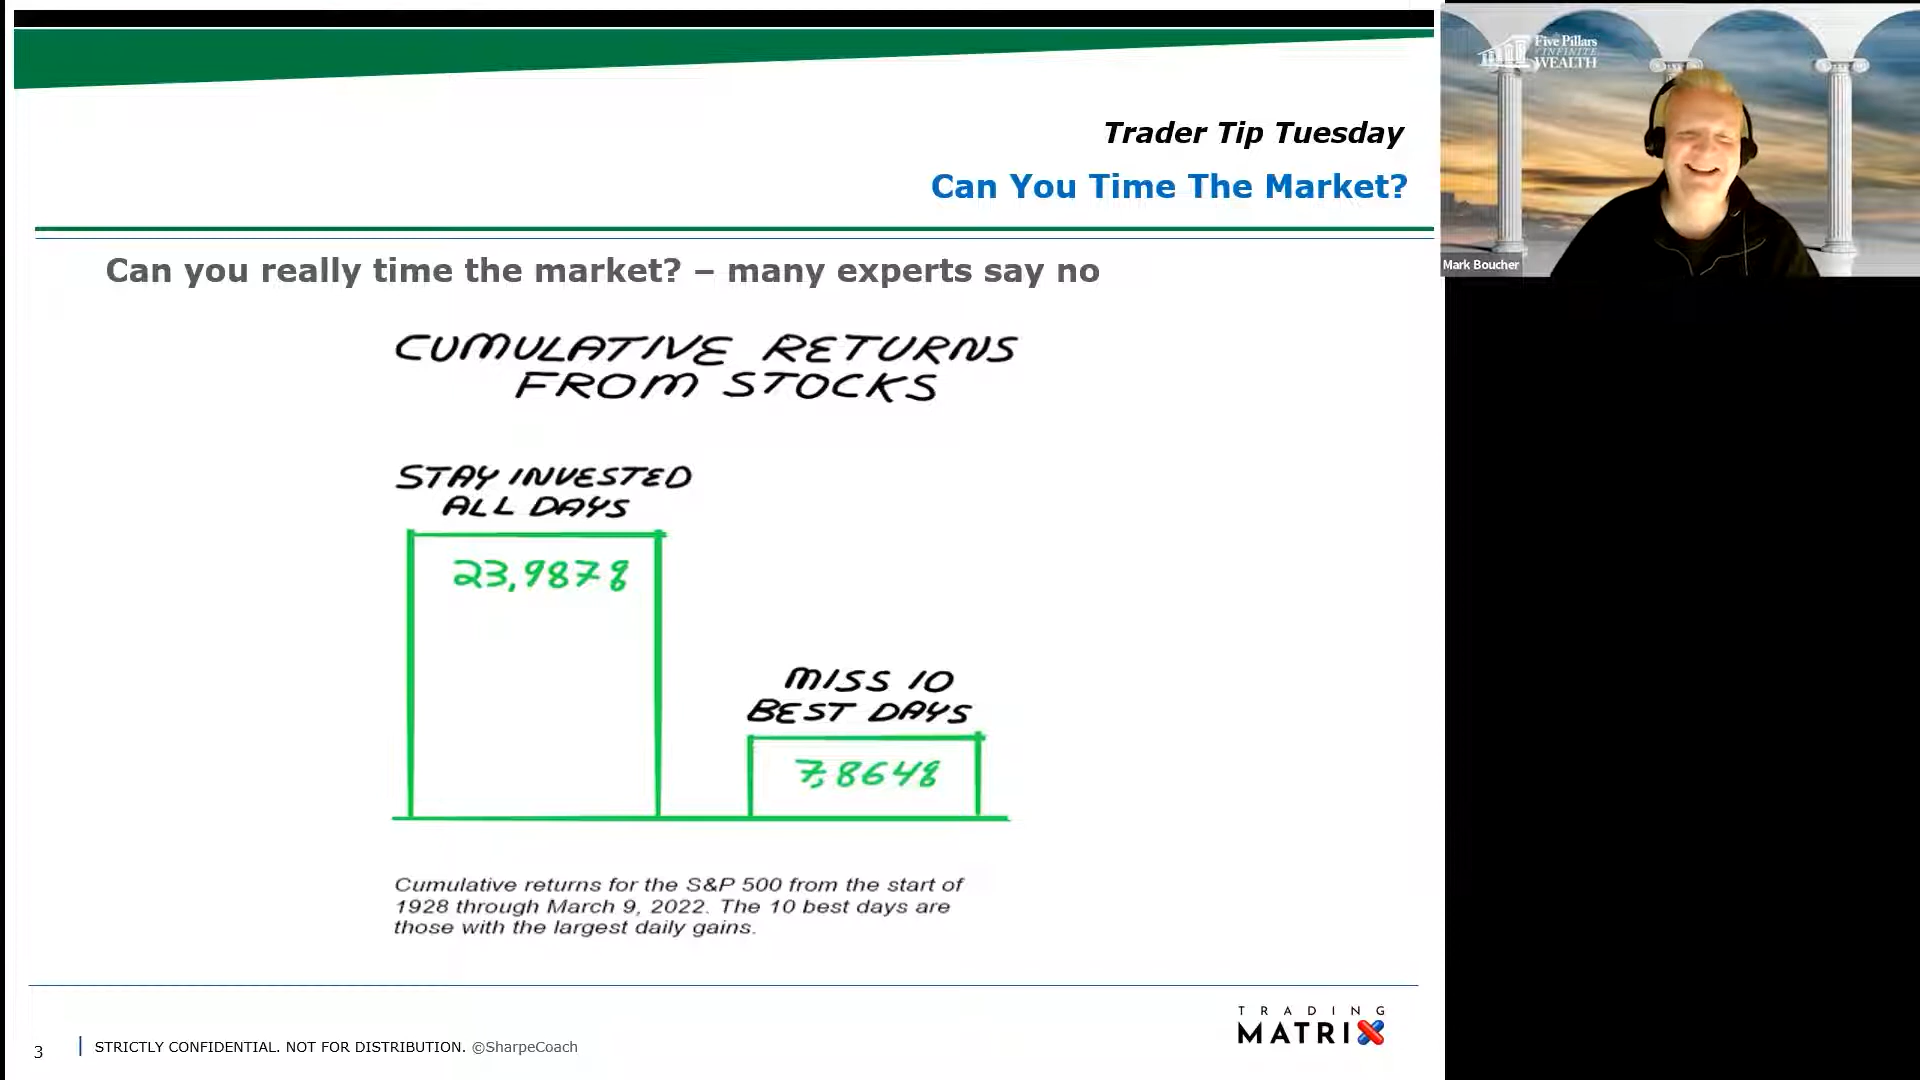 Trader Tip Tuesday
Can You Time The Market?
Can you really time the market? – many experts say no
CUMULATIVE RETURNS
FROM STOCKS
STAY INVESTED
ALL DAYS
23,987%
MISS 10
BEST DAYS
7,864%
Cumulative returns for the S&P 500 from the start of
1928 through March 9, 2022. The 10 best days are
those with the largest daily gains.
3
STRICTLY CONFIDENTIAL. NOT FOR DISTRIBUTION. ©SharpeCoach
TRADING
MATRIX
Five Pillars
of INFINITE
WEALTH
Mark Boucher